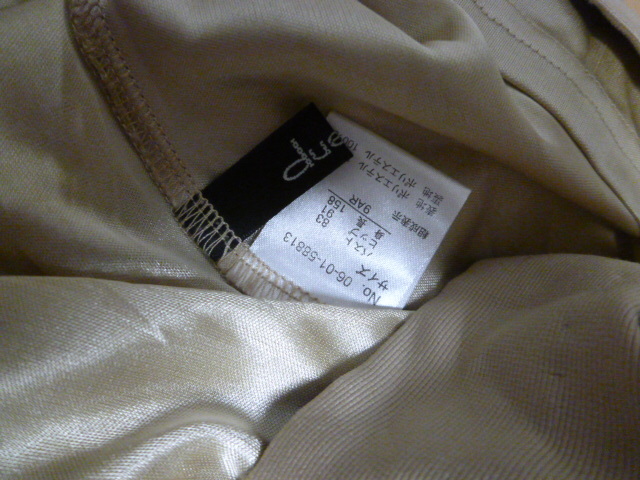 No. 06-01-58813
サイズ
バスト 83
ヒップ 91
身長 158
9AR
組成表示
表地 ポリエステル
裏地 ポリエステル 100